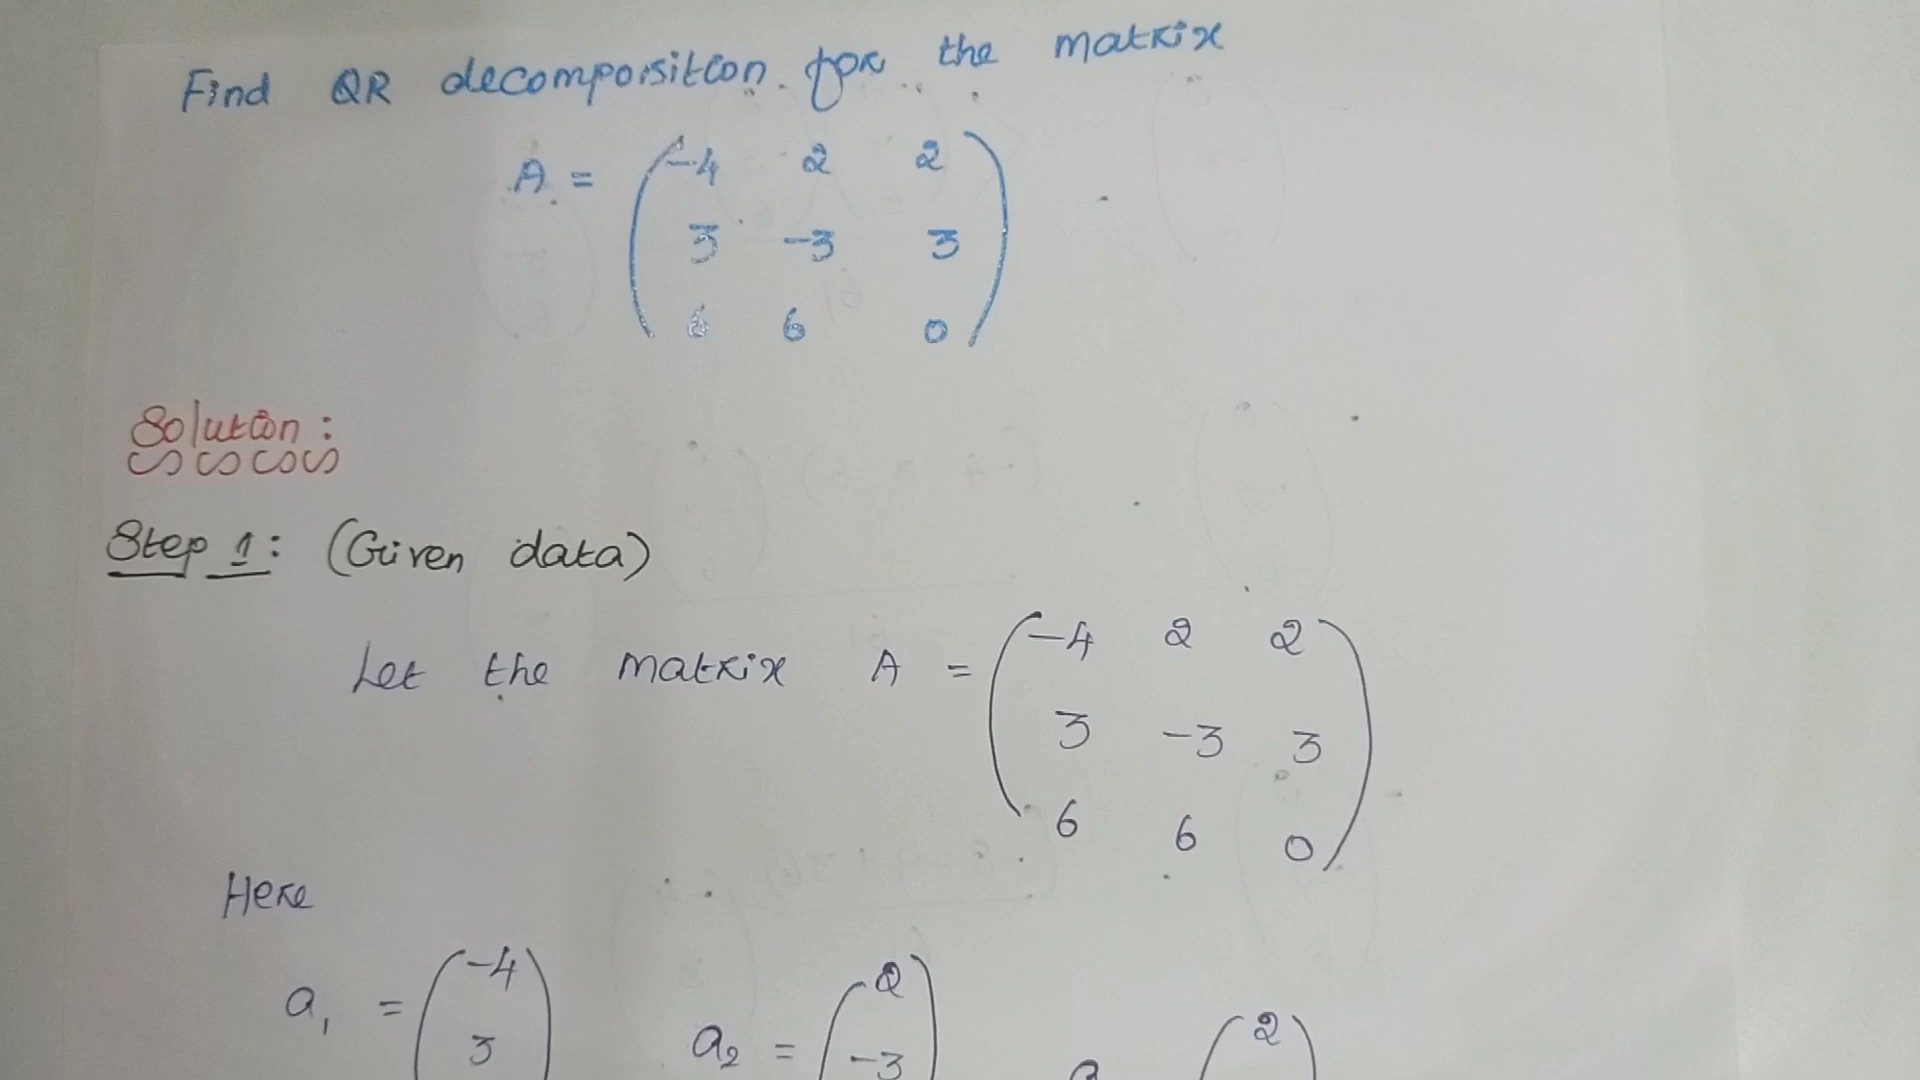 Find QR decomposition for the matrix
A = ( -4 2 2
3 -3 3
6 6 0 )
Solution:
Step 1: (Given data)
Let the matrix A = ( -4 2 2
3 -3 3
6 6 0 )
Here
a1 = ( -4
3
a2 = ( 2
-3
( 2